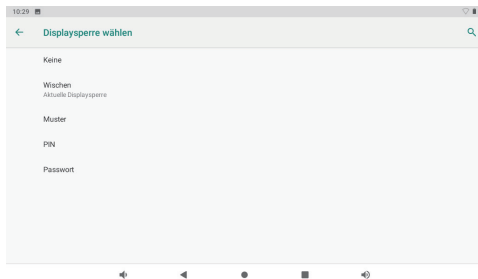 10:29
Displaysperre wählen
Keine
Wischen
Aktuelle Displaysperre
Muster
PIN
Passwort